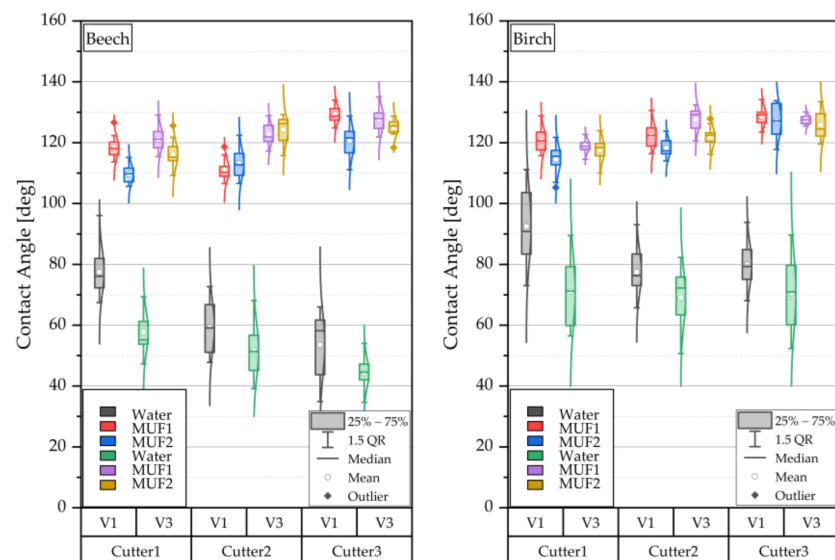 Beech
Contact Angle [deg]
160
140
120
100
80
60
40
20
0
Water
MUF1
MUF2
Water
MUF1
MUF2
25% – 75%
1.5 QR
Median
Mean
Outlier
V1 V3 V1 V3 V1 V3
Cutter1 Cutter2 Cutter3
Birch
Contact Angle [deg]
160
140
120
100
80
60
40
20
0
Water
MUF1
MUF2
Water
MUF1
MUF2
25% – 75%
1.5 QR
Median
Mean
Outlier
V1 V3 V1 V3 V1 V3
Cutter1 Cutter2 Cutter3